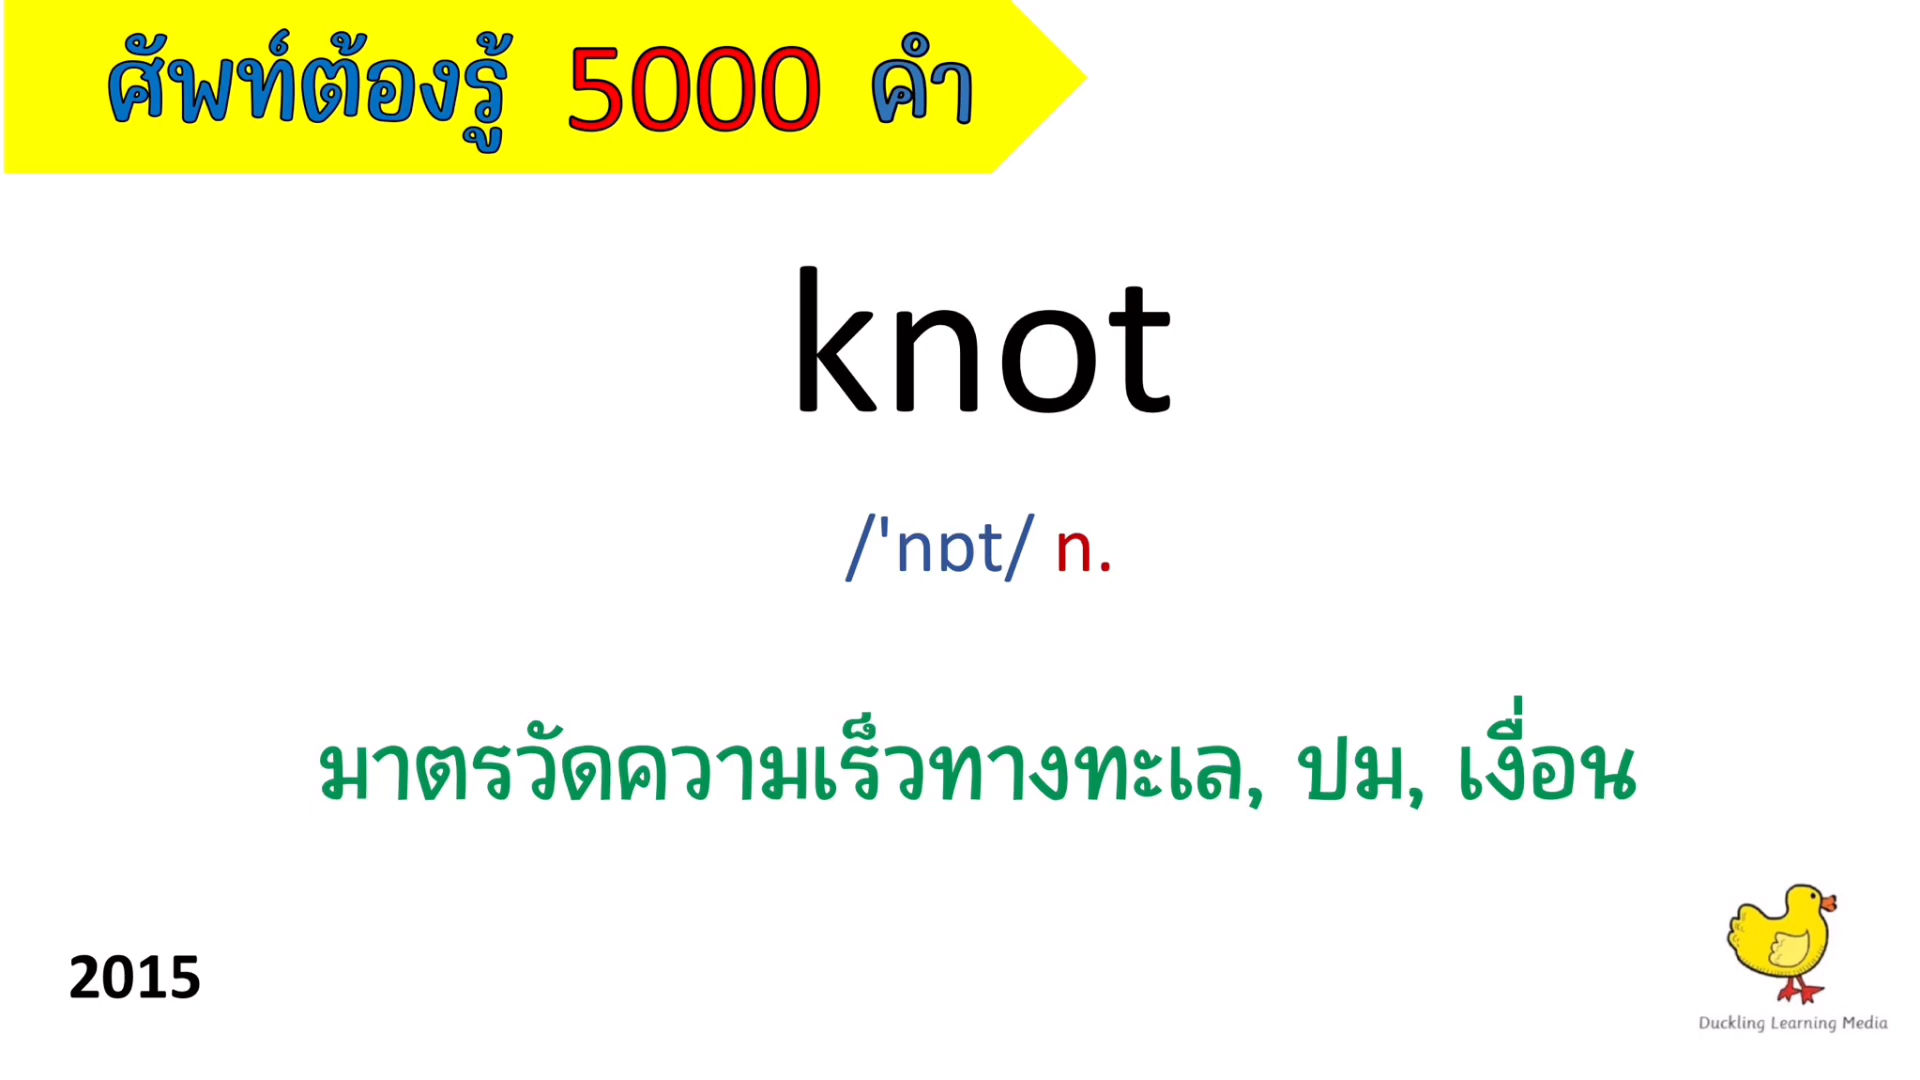 ศัพท์ต้องรู้ 5000 คำ
knot
/'nɒt/ n.
มาตรวัดความเร็วทางทะเล, ปม, เงื่อน
2015
Duckling Learning Media